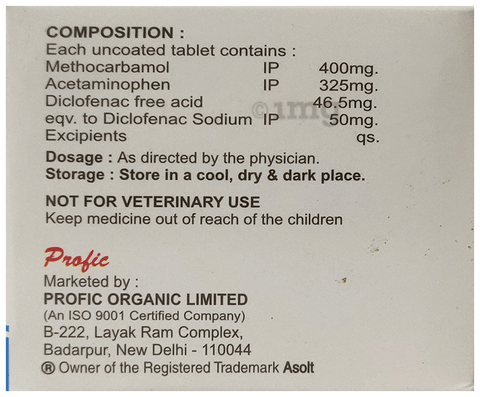 COMPOSITION :
Each uncoated tablet contains :
Methocarbamol IP 400mg.
Acetaminophen IP 325mg.
Diclofenac free acid 46.5mg.
eqv. to Diclofenac Sodium IP 50mg.
Excipients qs.
Dosage : As directed by the physician.
Storage : Store in a cool, dry & dark place.
NOT FOR VETERINARY USE
Keep medicine out of reach of the children
Profic
Marketed by :
PROFIC ORGANIC LIMITED
(An ISO 9001 Certified Company)
B-222, Layak Ram Complex,
Badarpur, New Delhi - 110044
® Owner of the Registered Trademark Asolt
©1mg